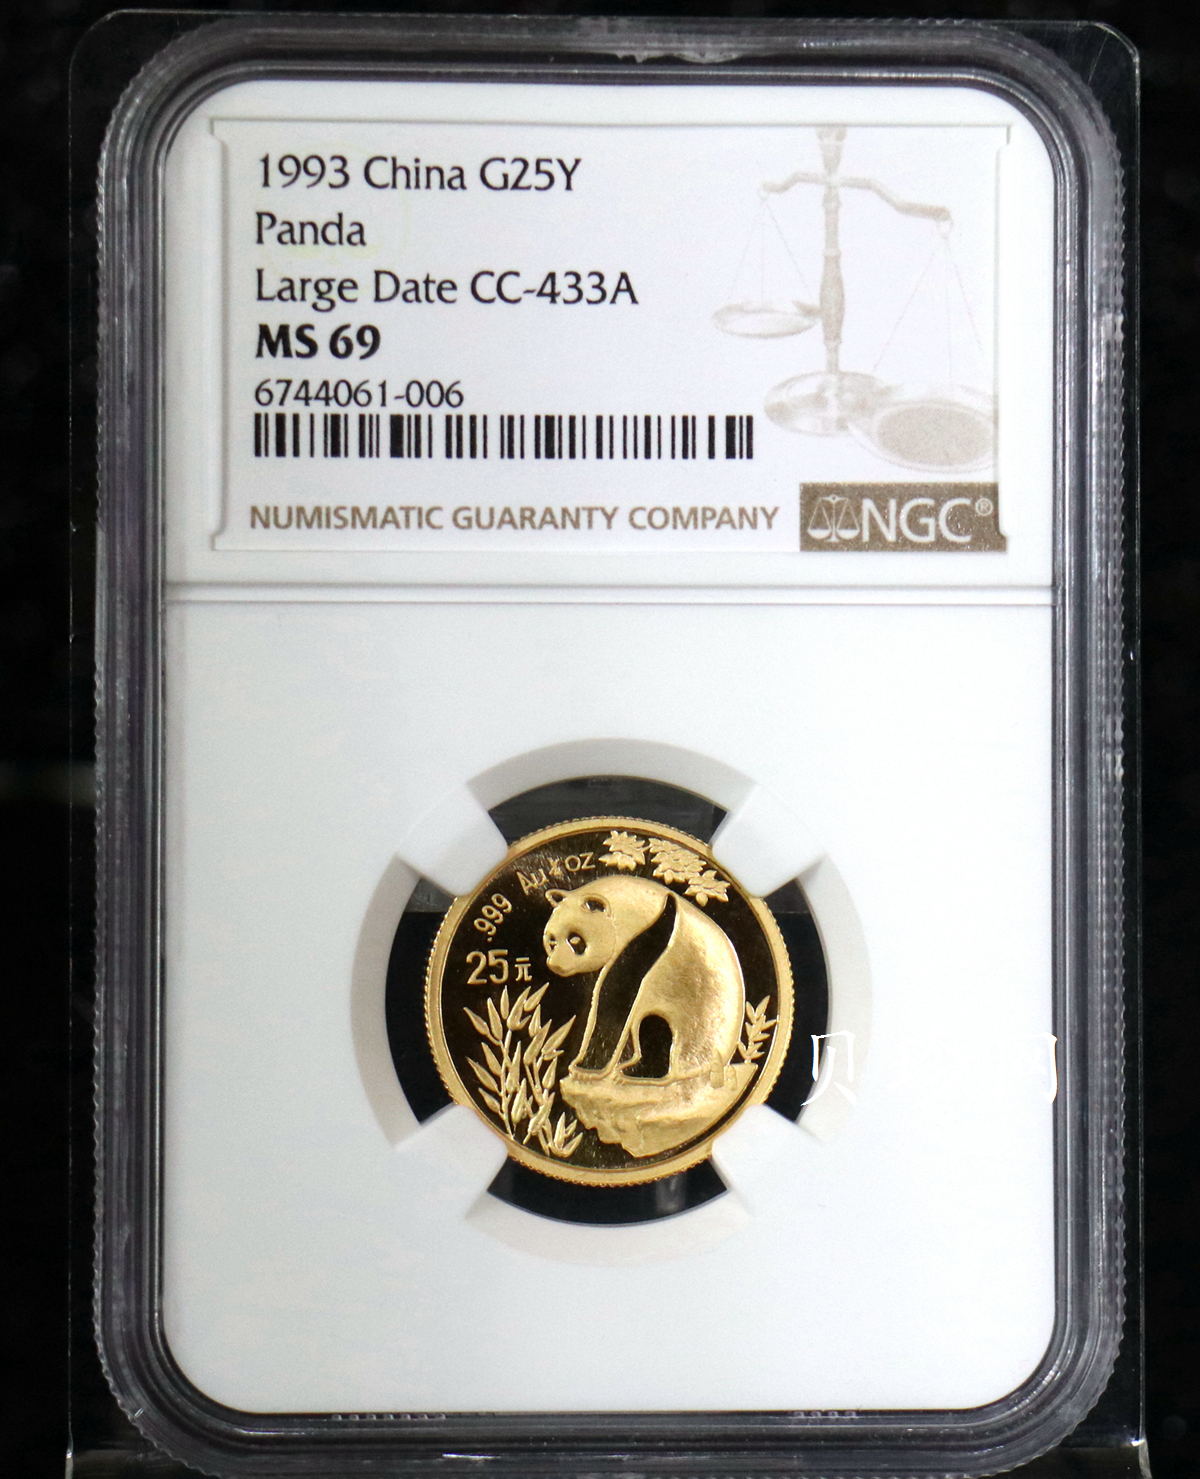 1993 China G25Y
Panda
Large Date CC-433A
MS 69
6744061-006
NUMISMATIC GUARANTY COMPANY
NGC®
.999 Au ¼ OZ
25元
贝